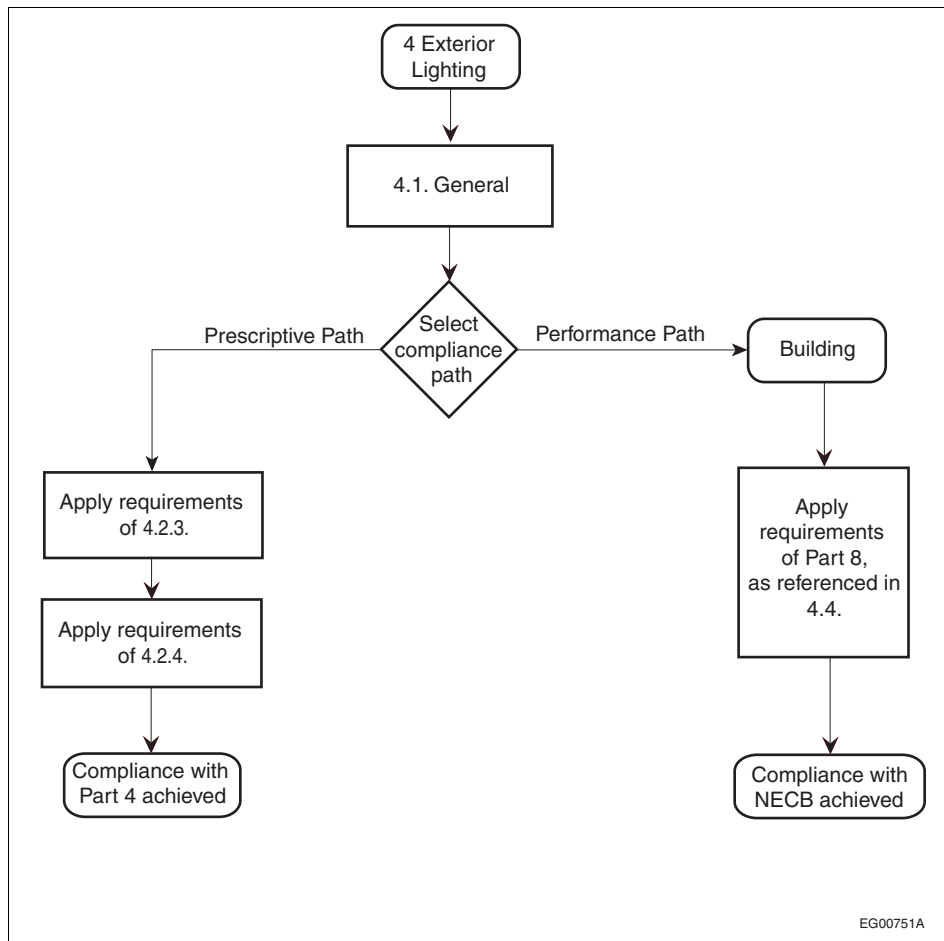 4 Exterior
Lighting
4.1. General
Select
compliance
path
Prescriptive Path
Performance Path
Building
Apply requirements
of 4.2.3.
Apply requirements
of 4.2.4.
Compliance with
Part 4 achieved
Apply
requirements
of Part 8,
as referenced in
4.4.
Compliance with
NECB achieved
EG00751A